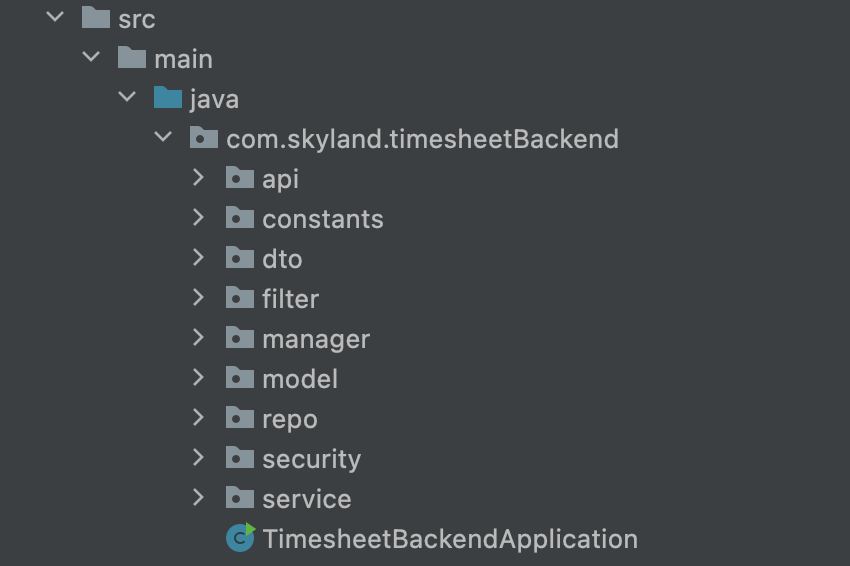 src
main
java
com.skyland.timesheetBackend
api
constants
dto
filter
manager
model
repo
security
service
TimesheetBackendApplication